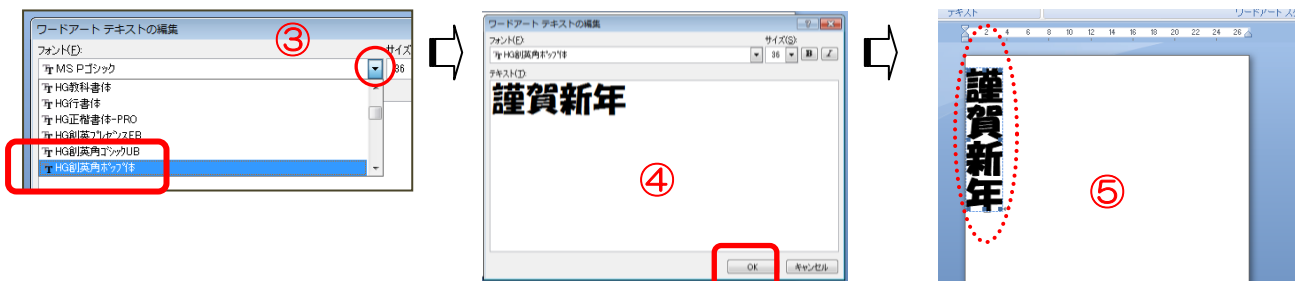 ワードアート テキストの編集
③
フォント(F):
サイズ
MS Pゴシック
36
HG教科書体
HG行書体
HG正楷書体-PRO
HG創英プレゼンスEB
HG創英角ゴシックUB
HG創英角ポップ体
ワードアート テキストの編集
フォント(F):
サイズ(S):
HG創英角ポップ体
36
B
I
テキスト(T):
謹賀新年
④
OK
キャンセル
テキスト
ワードアート ス
2 4 6 8 10 12 14 16 18 20 22 24 26
謹賀新年
⑤